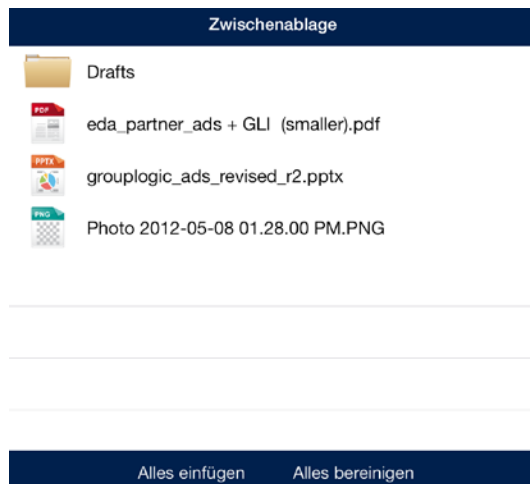 Zwischenablage
Drafts
PDF
eda_partner_ads + GLI (smaller).pdf
PPTX
grouplogic_ads_revised_r2.pptx
PNG
Photo 2012-05-08 01.28.00 PM.PNG
Alles einfügen Alles bereinigen